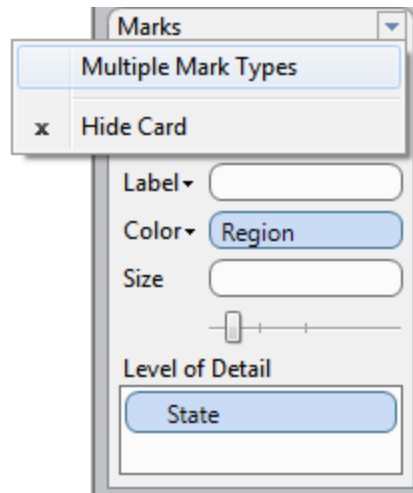 Marks
Multiple Mark Types
x Hide Card
Label
Color Region
Size
Level of Detail
State